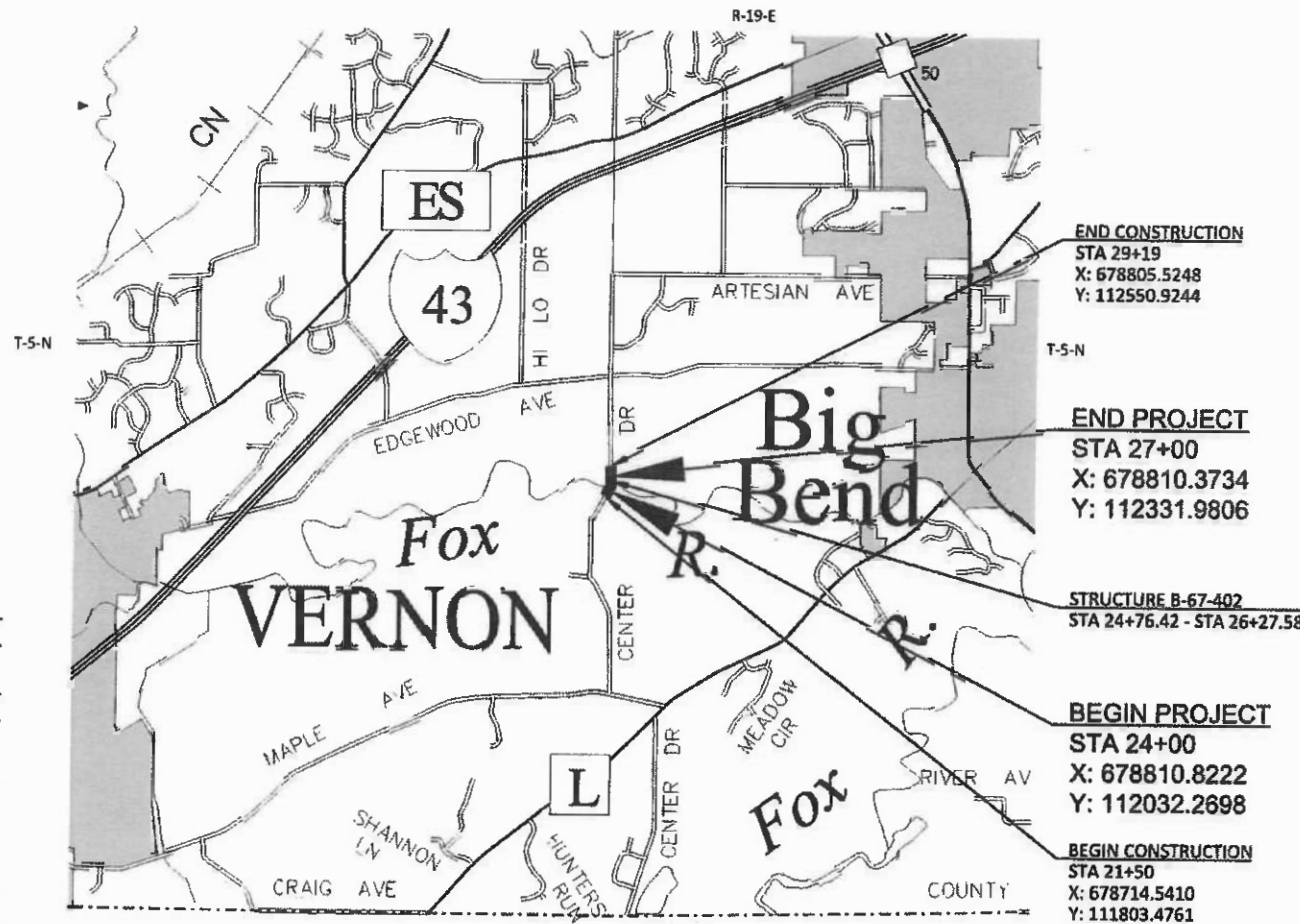 R-19-E
50
CN
ES
43
HI LO DR
ARTESIAN AVE
T-5-N
T-5-N
END CONSTRUCTION
STA 29+19
X: 678805.5248
Y: 112550.9244
EDGEWOOD AVE
DR
Big
Bend
END PROJECT
STA 27+00
X: 678810.3734
Y: 112331.9806
Fox
R.
VERNON
CENTER
STRUCTURE B-67-402
STA 24+76.42 - STA 26+27.58
R.
MAPLE AVE
MEADOW
CIR
BEGIN PROJECT
STA 24+00
X: 678810.8222
Y: 112032.2698
L
CENTER DR
Fox
RIVER AV
SHANNON
LN
HUNTERS
RUN
CRAIG AVE
COUNTY
BEGIN CONSTRUCTION
STA 21+50
X: 678714.5410
Y: 111803.4761